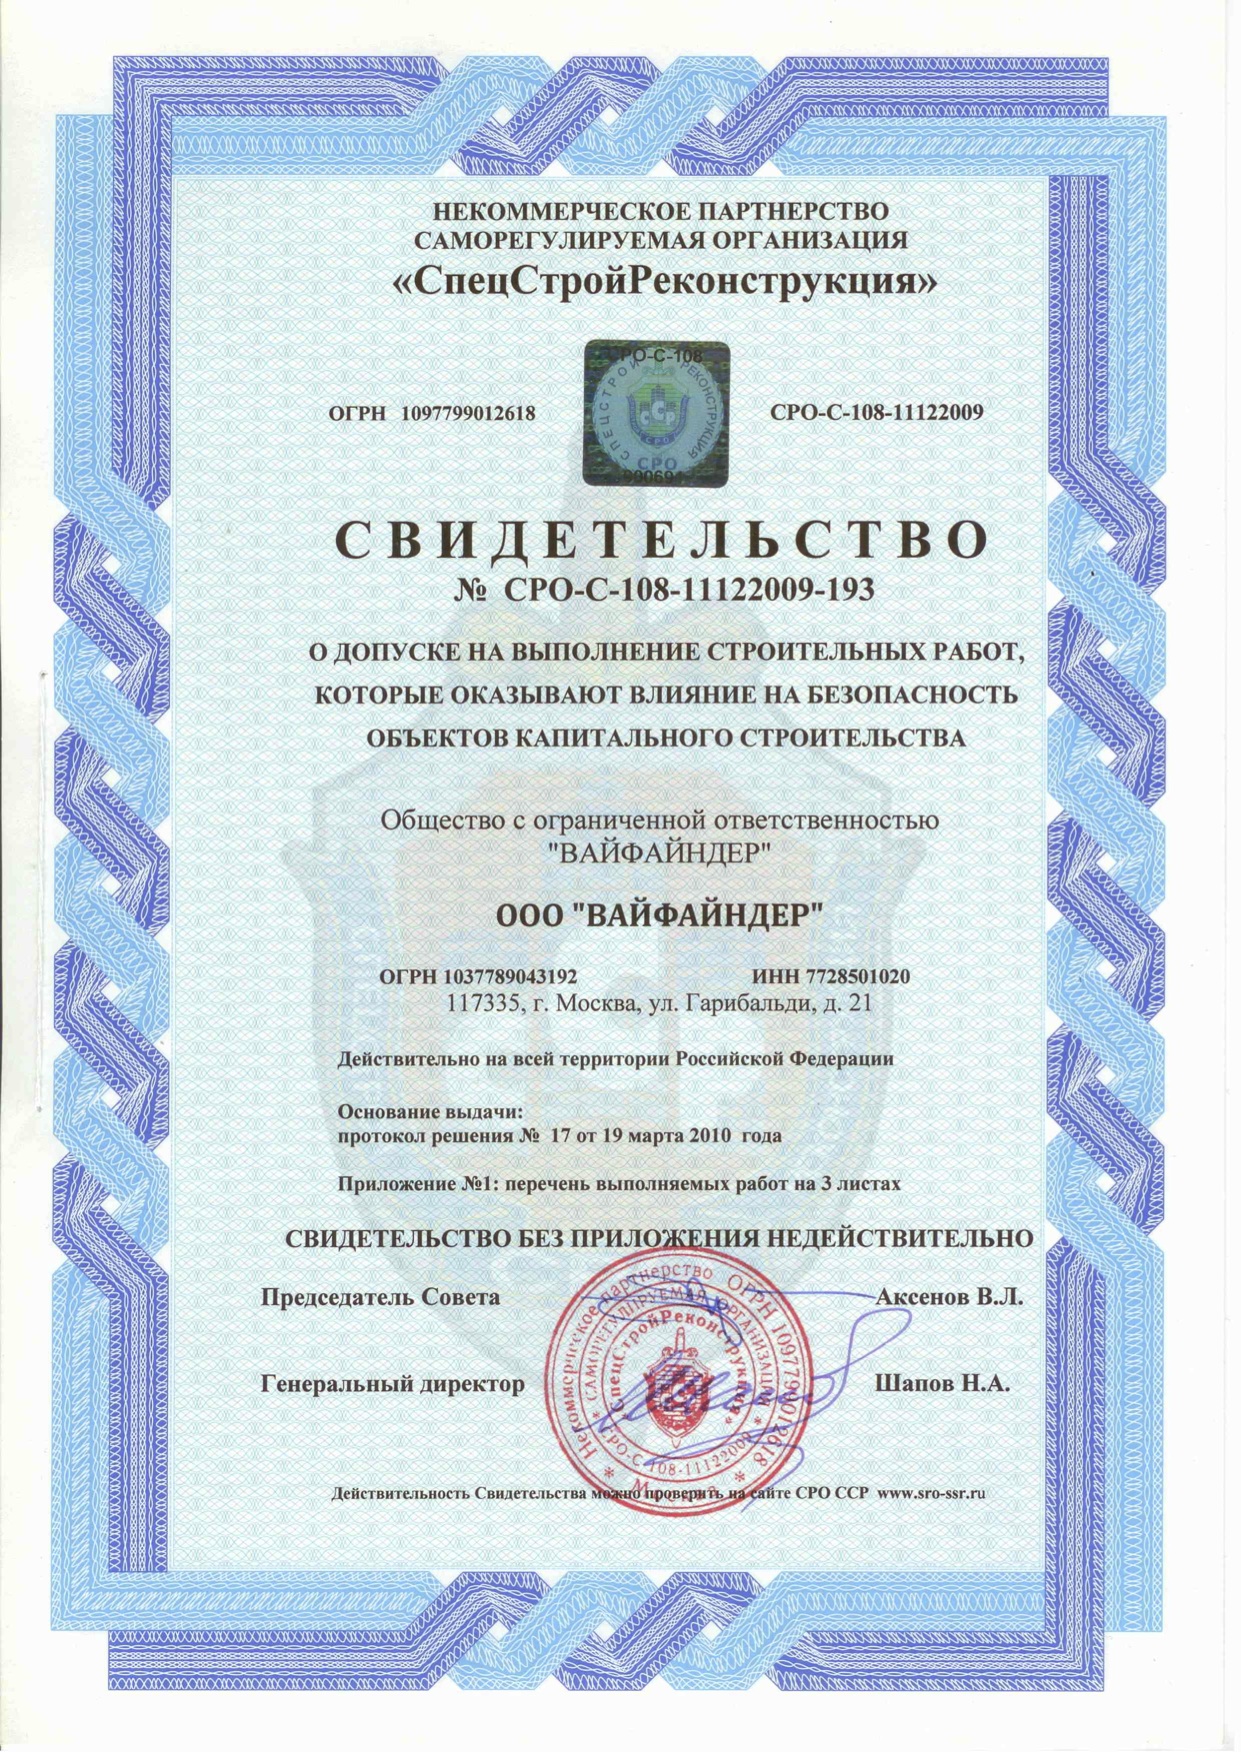 НЕКОММЕРЧЕСКОЕ ПАРТНЕРСТВО
САМОРЕГУЛИРУЕМАЯ ОРГАНИЗАЦИЯ
«СпецСтройРеконструкция»
СРО-С-108
СПЕЦСТРОЙРЕКОНСТРУКЦИЯ
ССР
СРО
СРО
ОГРН 1097799012618
СРО-С-108-11122009
СВИДЕТЕЛЬСТВО
№ СРО-С-108-11122009-193
О ДОПУСКЕ НА ВЫПОЛНЕНИЕ СТРОИТЕЛЬНЫХ РАБОТ,
КОТОРЫЕ ОКАЗЫВАЮТ ВЛИЯНИЕ НА БЕЗОПАСНОСТЬ
ОБЪЕКТОВ КАПИТАЛЬНОГО СТРОИТЕЛЬСТВА
Общество с ограниченной ответственностью
"ВАЙФАЙНДЕР"
ООО "ВАЙФАЙНДЕР"
ОГРН 1037789043192 ИНН 7728501020
117335, г. Москва, ул. Гарибальди, д. 21
Действительно на всей территории Российской Федерации
Основание выдачи:
протокол решения № 17 от 19 марта 2010 года
Приложение №1: перечень выполняемых работ на 3 листах
СВИДЕТЕЛЬСТВО БЕЗ ПРИЛОЖЕНИЯ НЕДЕЙСТВИТЕЛЬНО
Председатель Совета Аксенов В.Л.
Генеральный директор Шапов Н.А.
Некоммерческое партнерство ОГРН 1097799012618 * Москва *
САМОРЕГУЛИРУЕМАЯ ОРГАНИЗАЦИЯ * СРО-С-108-11122009 *
*СпецСтройРеконструкция*
Действительность Свидетельства можно проверить на сайте СРО ССР www.sro-ssr.ru